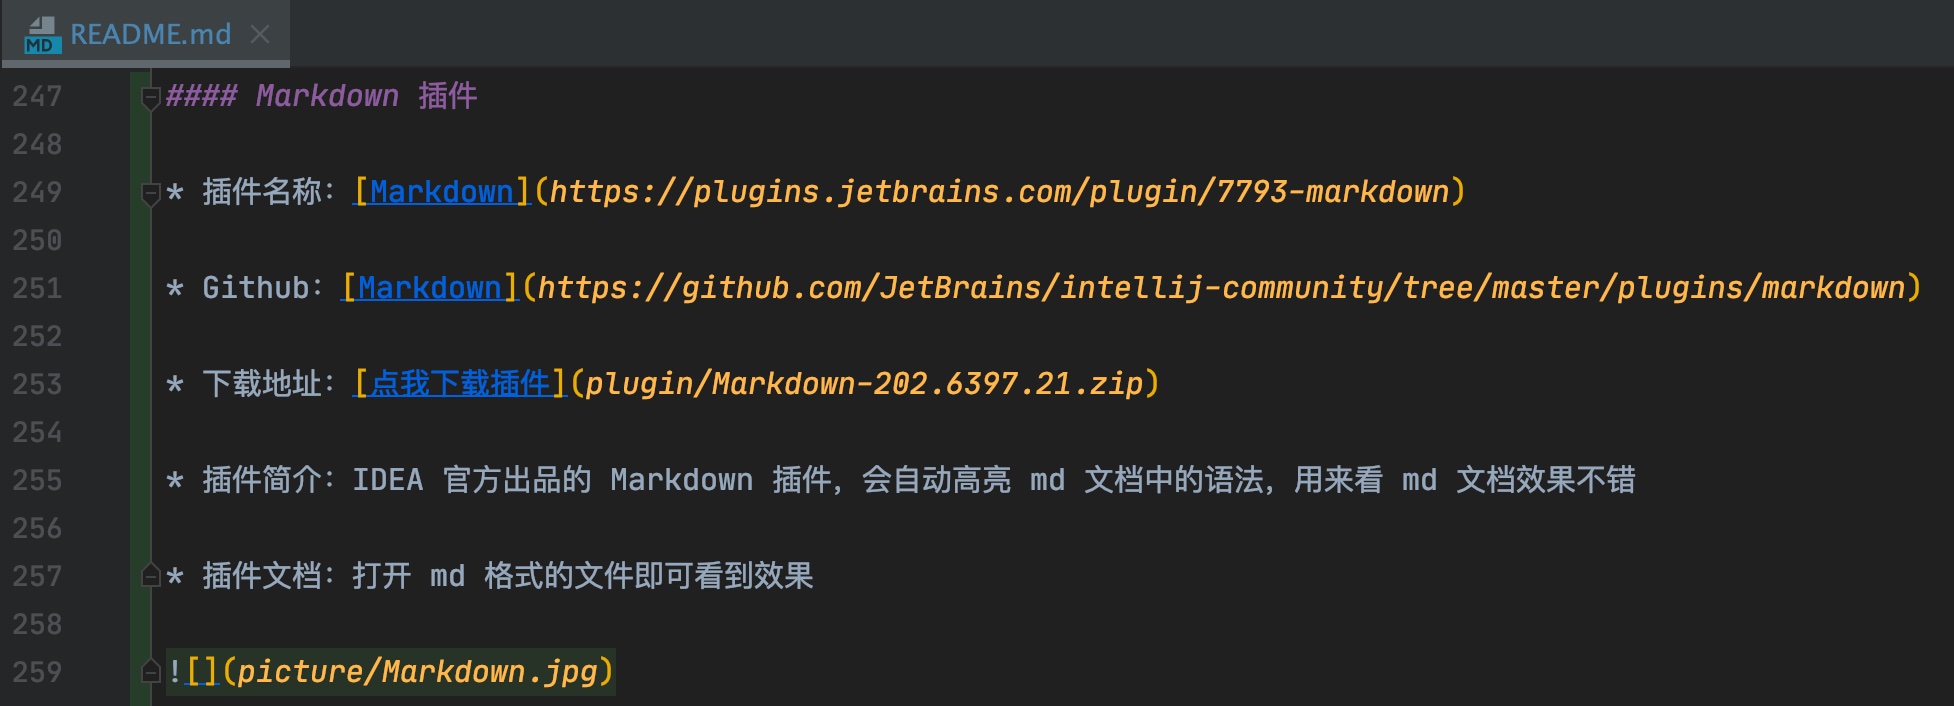 MD README.md
247 #### Markdown 插件
248
249 * 插件名称：[Markdown](https://plugins.jetbrains.com/plugin/7793-markdown)
250
251 * Github：[Markdown](https://github.com/JetBrains/intellij-community/tree/master/plugins/markdown)
252
253 * 下载地址：[点我下载插件](plugin/Markdown-202.6397.21.zip)
254
255 * 插件简介：IDEA 官方出品的 Markdown 插件，会自动高亮 md 文档中的语法，用来看 md 文档效果不错
256
257 * 插件文档：打开 md 格式的文件即可看到效果
258
259 ![](picture/Markdown.jpg)